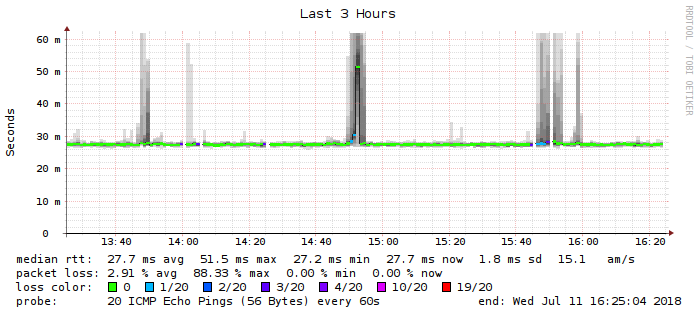 Last 3 Hours
RRDTOOL / TOBI OETIKER
Seconds
60 m
50 m
40 m
30 m
20 m
10 m
0
13:40 14:00 14:20 14:40 15:00 15:20 15:40 16:00 16:20
median rtt: 27.7 ms avg 51.5 ms max 27.2 ms min 27.7 ms now 1.8 ms sd 15.1 am/s
packet loss: 2.91 % avg 88.33 % max 0.00 % min 0.00 % now
loss color: 0 1/20 2/20 3/20 4/20 10/20 19/20
probe: 20 ICMP Echo Pings (56 Bytes) every 60s end: Wed Jul 11 16:25:04 2018